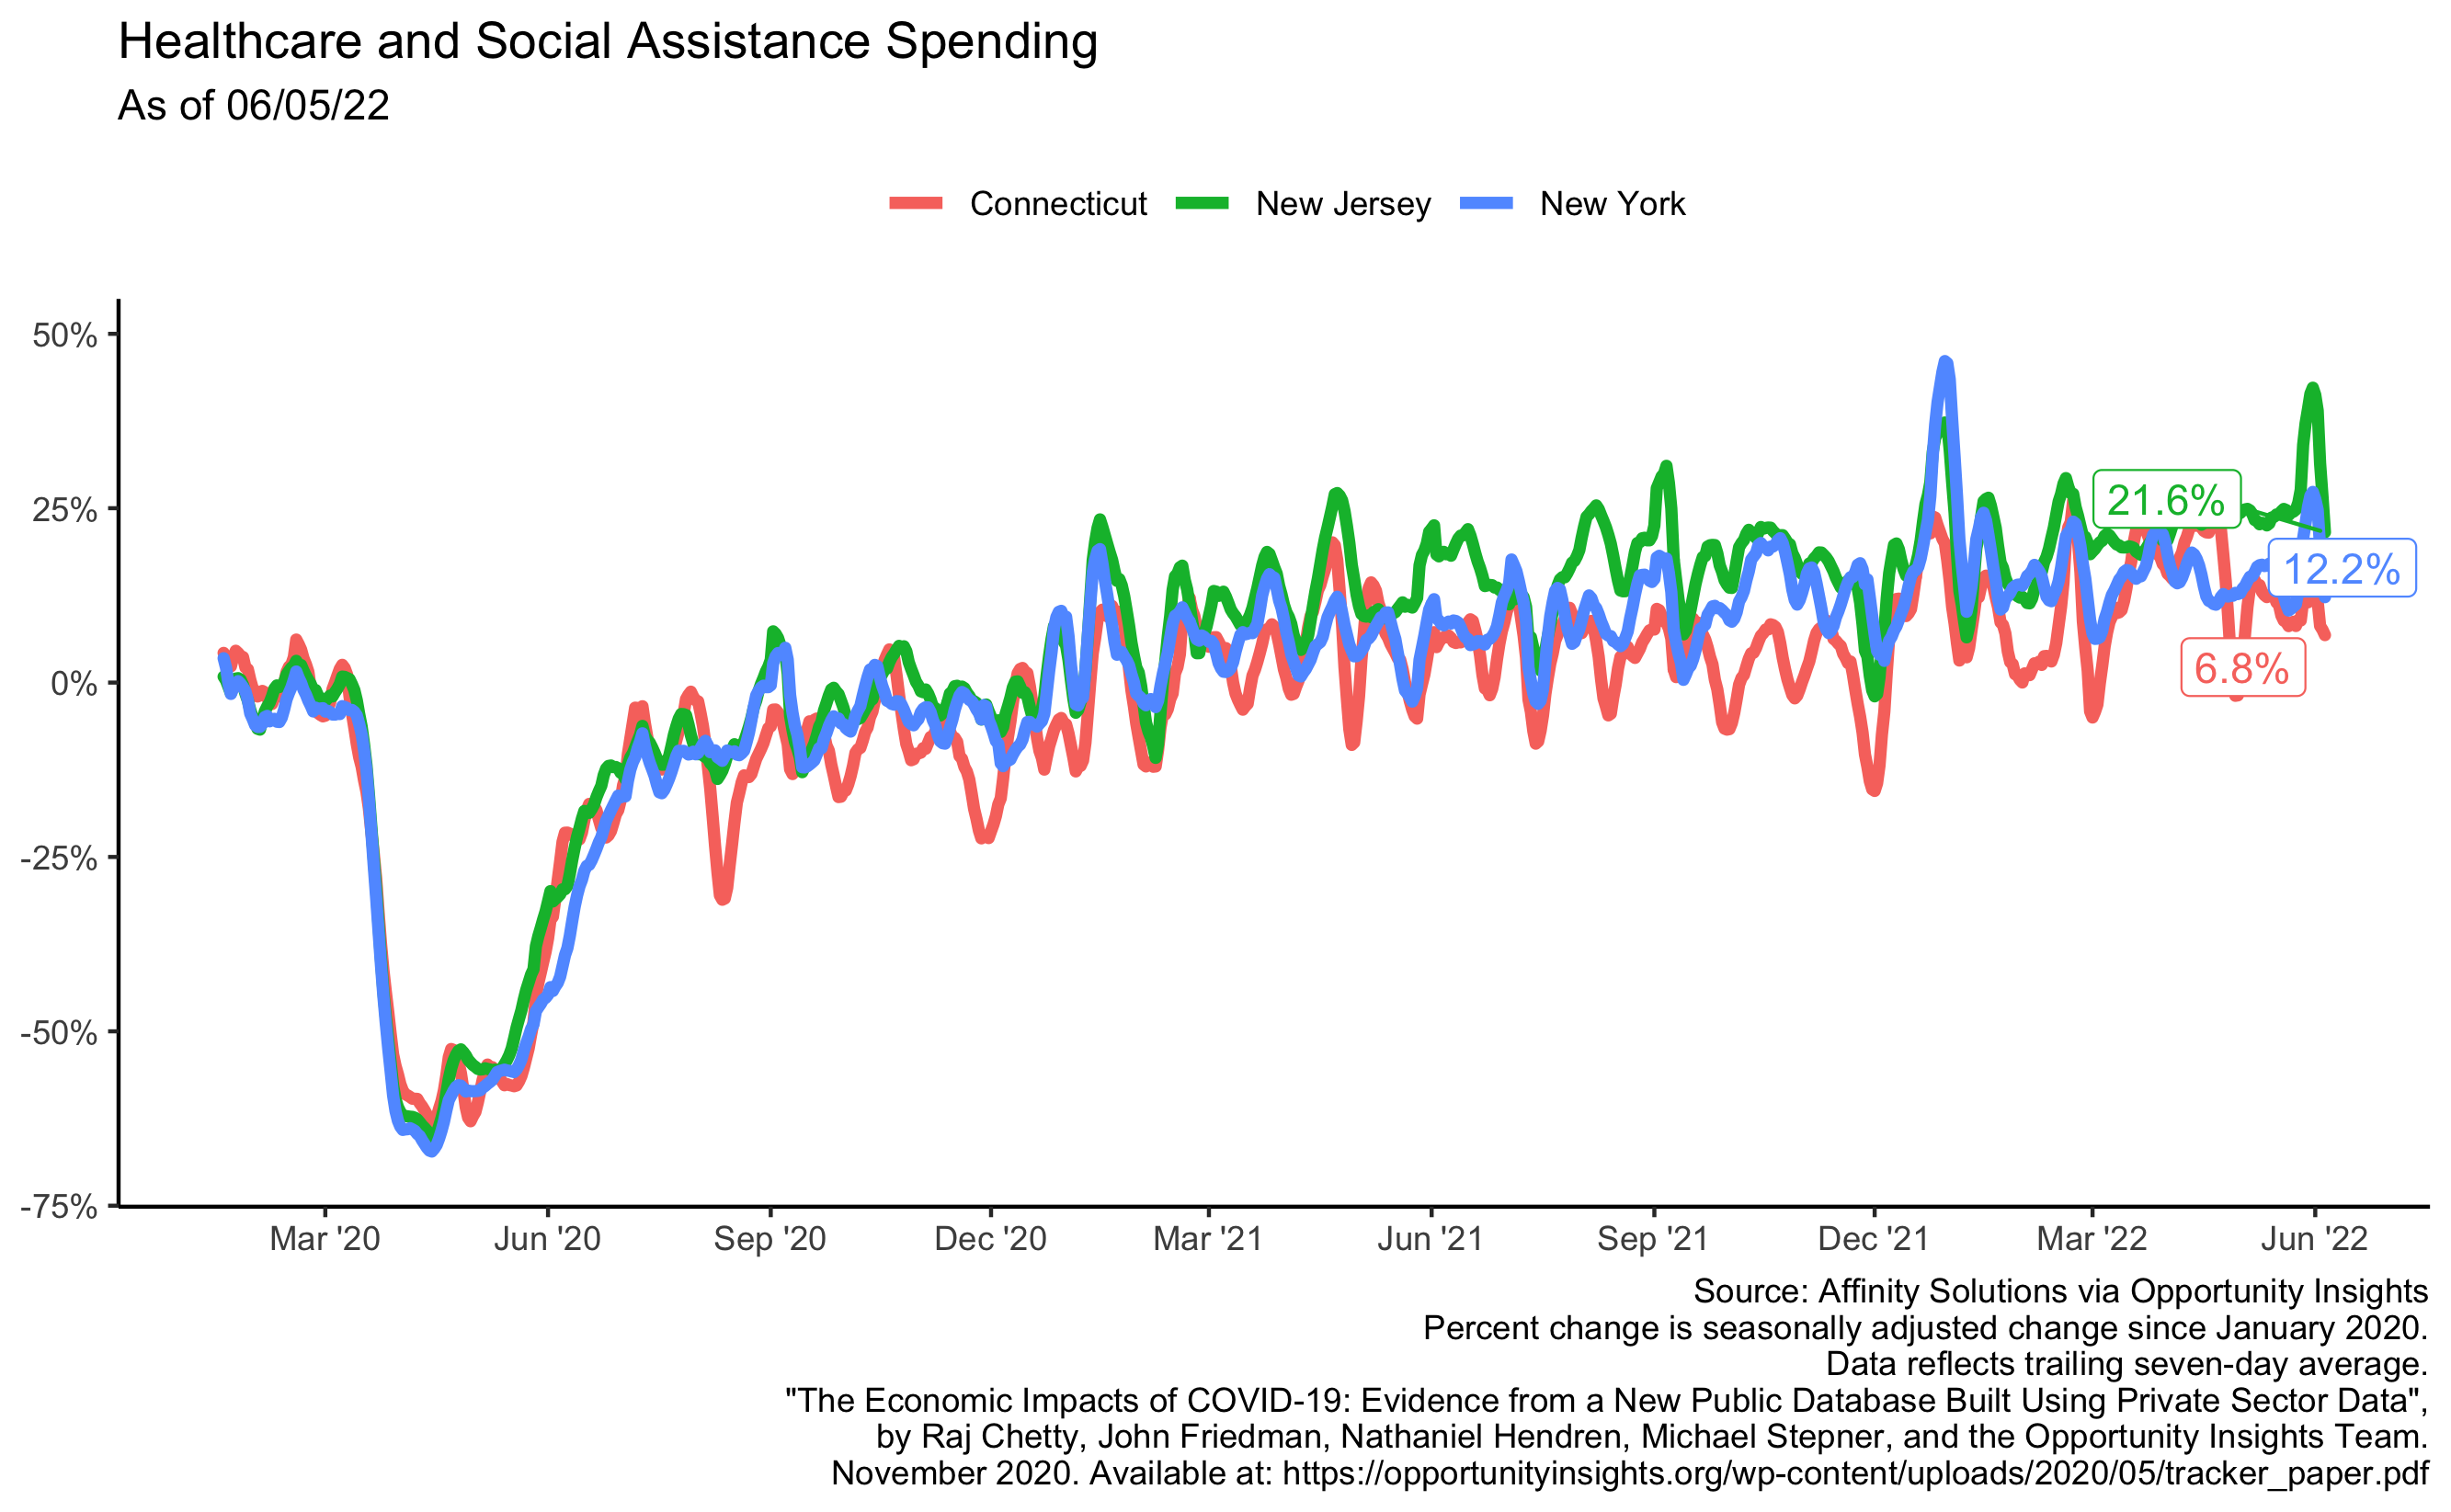 Healthcare and Social Assistance Spending
As of 06/05/22
Connecticut New Jersey New York
50%
25%
0%
-25%
-50%
-75%
21.6%
12.2%
6.8%
Mar '20 Jun '20 Sep '20 Dec '20 Mar '21 Jun '21 Sep '21 Dec '21 Mar '22 Jun '22
Source: Affinity Solutions via Opportunity Insights
Percent change is seasonally adjusted change since January 2020.
Data reflects trailing seven-day average.
"The Economic Impacts of COVID-19: Evidence from a New Public Database Built Using Private Sector Data",
by Raj Chetty, John Friedman, Nathaniel Hendren, Michael Stepner, and the Opportunity Insights Team.
November 2020. Available at: https://opportunityinsights.org/wp-content/uploads/2020/05/tracker_paper.pdf